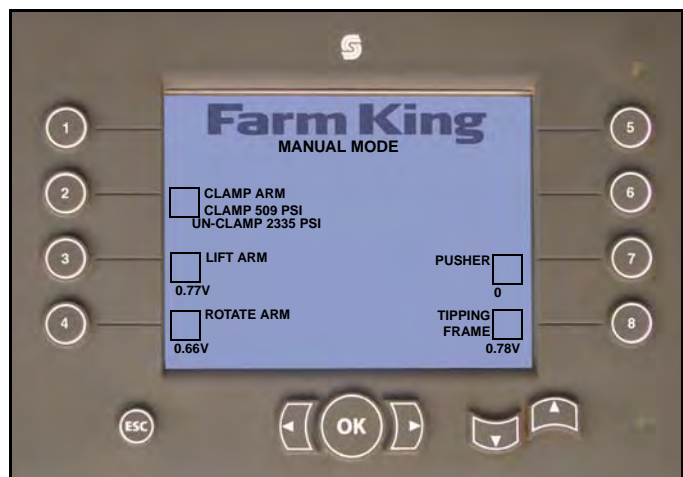 Farm King
MANUAL MODE
1
2
3
4
CLAMP ARM
CLAMP 509 PSI
UN-CLAMP 2335 PSI
LIFT ARM
0.77V
ROTATE ARM
0.66V
PUSHER
0
TIPPING
FRAME
0.78V
5
6
7
8
ESC
OK